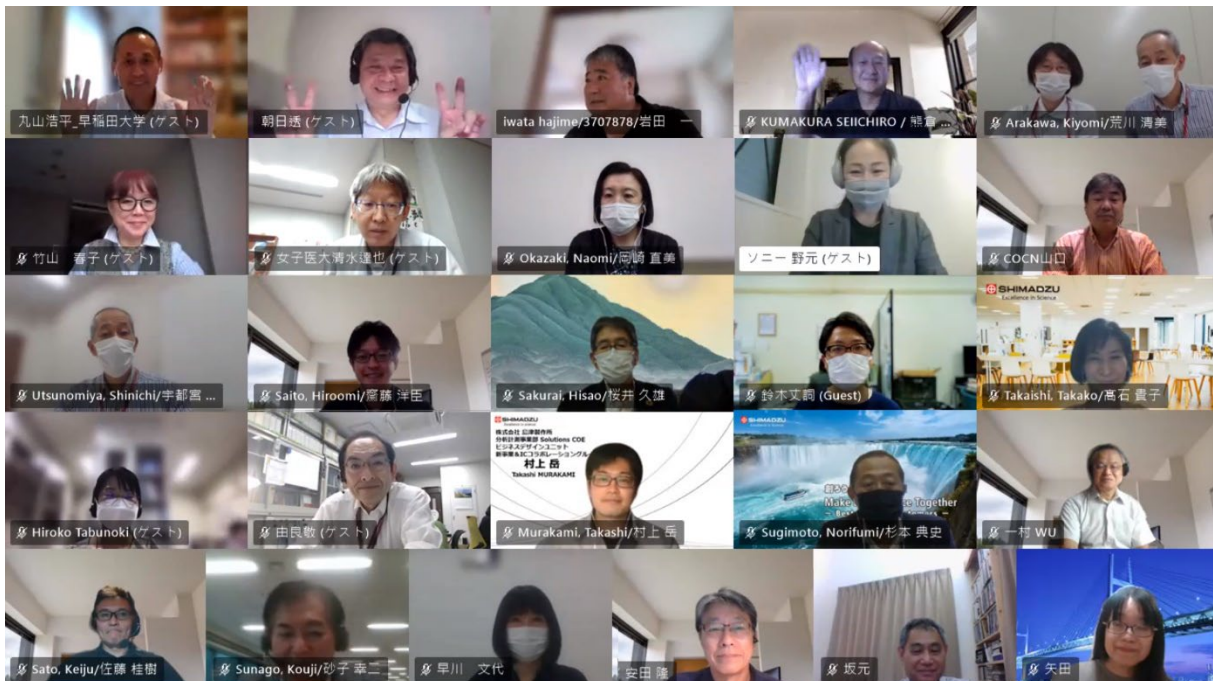 丸山浩平_早稲田大学 (ゲスト)
朝日透 (ゲスト)
iwata hajime/3707878/岩田　一
KUMAKURA SEIICHIRO / 熊倉 ...
Arakawa, Kiyomi/荒川 清美
竹山　春子 (ゲスト)
女子医大清水達也 (ゲスト)
Okazaki, Naomi/岡崎 直美
ソニー 野元 (ゲスト)
COCN山口
Utsunomiya, Shinichi/宇都宮 ...
Saito, Hiroomi/齋藤 洋臣
Sakurai, Hisao/桜井 久雄
鈴木丈詞 (Guest)
SHIMADZU
Excellence in Science
Takaishi, Takako/髙石 貴子
Hiroko Tabunoki (ゲスト)
由良敬 (ゲスト)
SHIMADZU
Excellence in Science
株式会社 島津製作所
分析計測事業部 Solutions COE
ビジネスデザインユニット
新事業&ICコラボレーショングル
村上 岳
Takashi MURAKAMI
Murakami, Takashi/村上 岳
SHIMADZU
Make
Together
Sugimoto, Norifumi/杉本 典史
一村 WU
Sato, Keiju/佐藤 桂樹
Sunago, Kouji/砂子 幸二
早川　文代
安田 隆
坂元
矢田